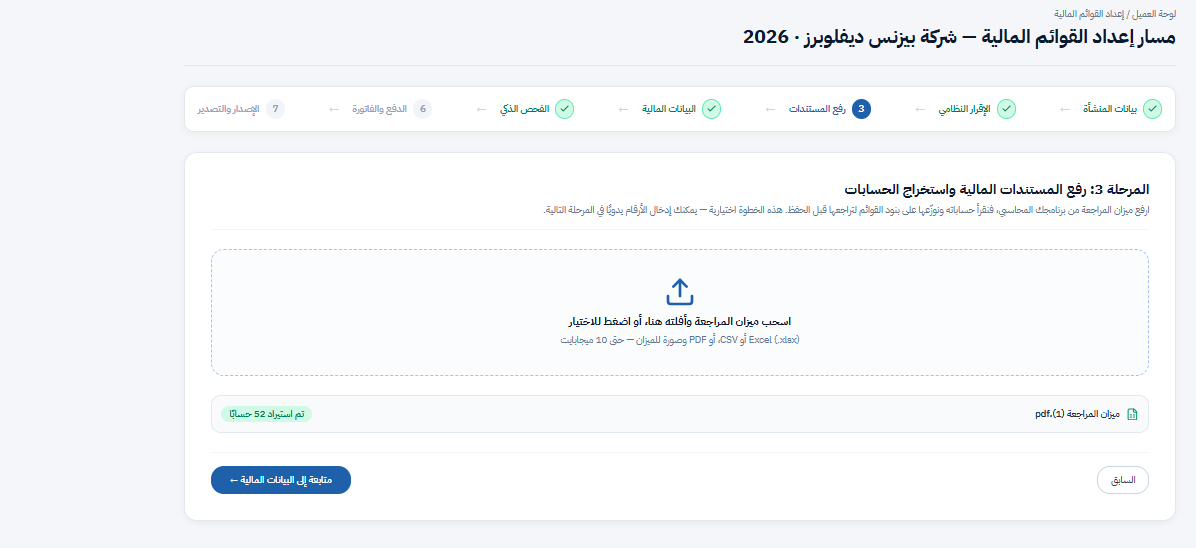 لوحة العميل / إعداد القوائم المالية
مسار إعداد القوائم المالية — شركة بيزنس ديفلوبرز · 2026
بيانات المنشأة ← الإقرار النظامي ← 3 رفع المستندات ← البيانات المالية ← الفحص الذكي ← 6 الدفع والفاتورة ← 7 الإصدار والتصدير
المرحلة 3: رفع المستندات المالية واستخراج الحسابات
ارفع ميزان المراجعة من برنامجك المحاسبي، فنقرأ حساباته ونوزّعها على بنود القوائم لتراجعها قبل الحفظ. هذه الخطوة اختيارية — يمكنك إدخال الأرقام يدويًا في المرحلة التالية.
اسحب ميزان المراجعة وأفلته هنا، أو اضغط للاختيار
Excel (.xlsx) أو CSV، أو PDF وصورة للميزان — حتى 10 ميجابايت
ميزان المراجعة (1).pdf
تم استيراد 52 حسابًا
السابق
متابعة إلى البيانات المالية ←